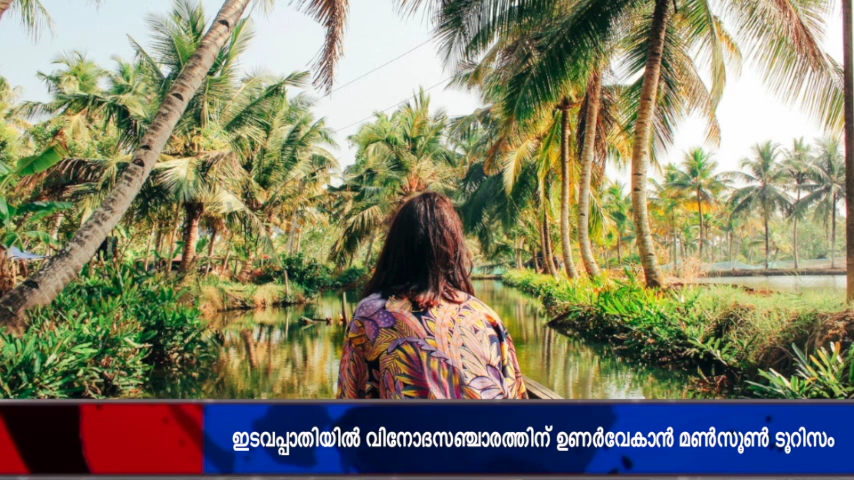 ഇടവപ്പാതിയിൽ വിനോദസഞ്ചാരത്തിന് ഉണർവേകാൻ മൺസൂൺ ടൂറിസം